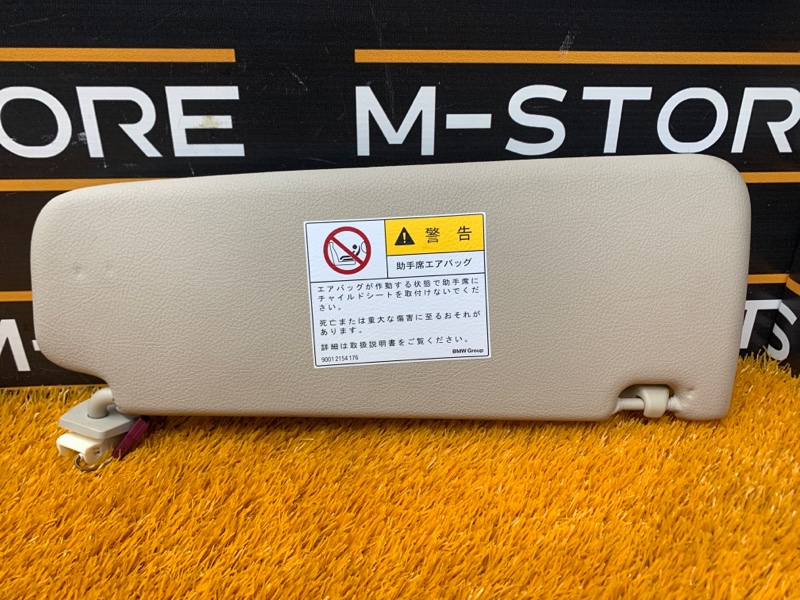 ORE M-STOR
警 告
助手席エアバッグ
エアバッグが作動する状態で助手席に
チャイルドシートを取付けないでくだ
さい。
死亡または重大な傷害に至るおそれが
あります。
詳細は取扱説明書をご覧ください。
9001 2154 176
BMW Group
M-
TS